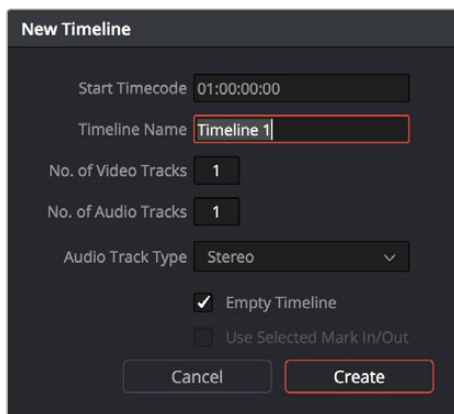 New Timeline
Start Timecode 01:00:00:00
Timeline Name Timeline 1
No. of Video Tracks 1
No. of Audio Tracks 1
Audio Track Type Stereo
Empty Timeline
Use Selected Mark In/Out
Cancel Create